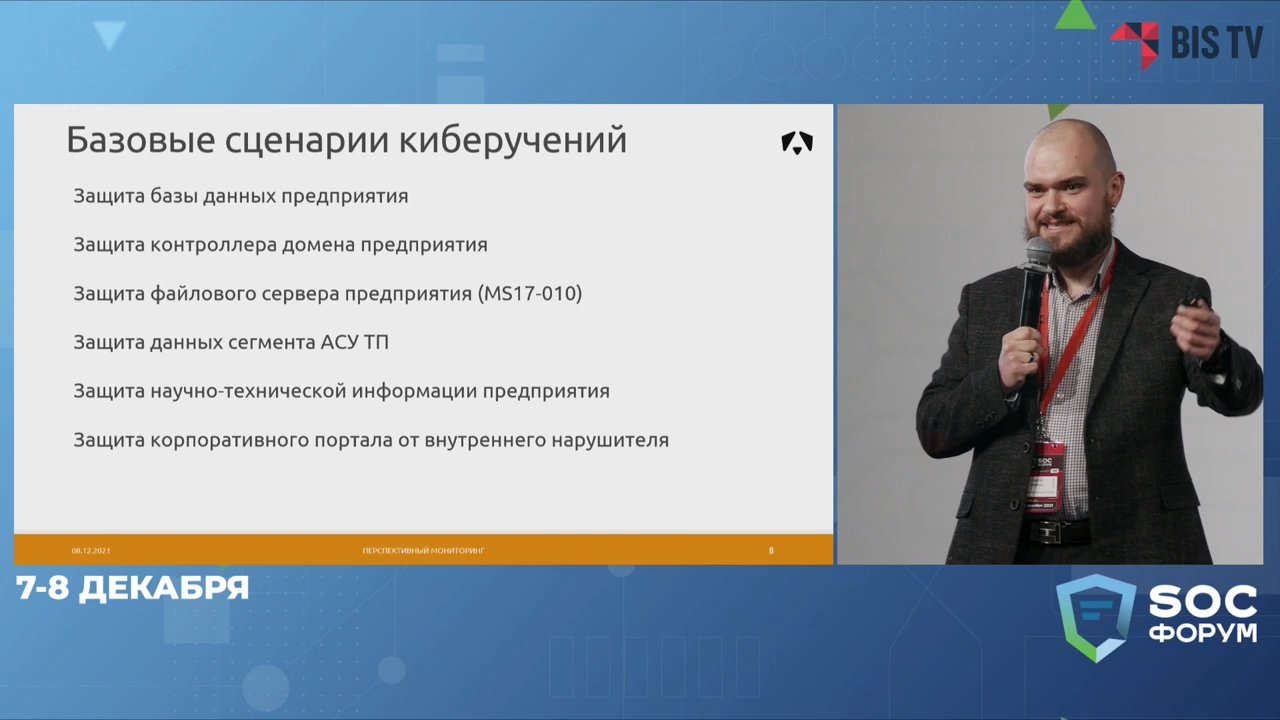 BIS TV
Базовые сценарии киберучений
Защита базы данных предприятия
Защита контроллера домена предприятия
Защита файлового сервера предприятия (MS17-010)
Защита данных сегмента АСУ ТП
Защита научно-технической информации предприятия
Защита корпоративного портала от внутреннего нарушителя
08.12.2021
ПЕРСПЕКТИВНЫЙ МОНИТОРИНГ
8
SOC
ФОРУМ
7-8 ДЕКАБРЯ
SOC
ФОРУМ